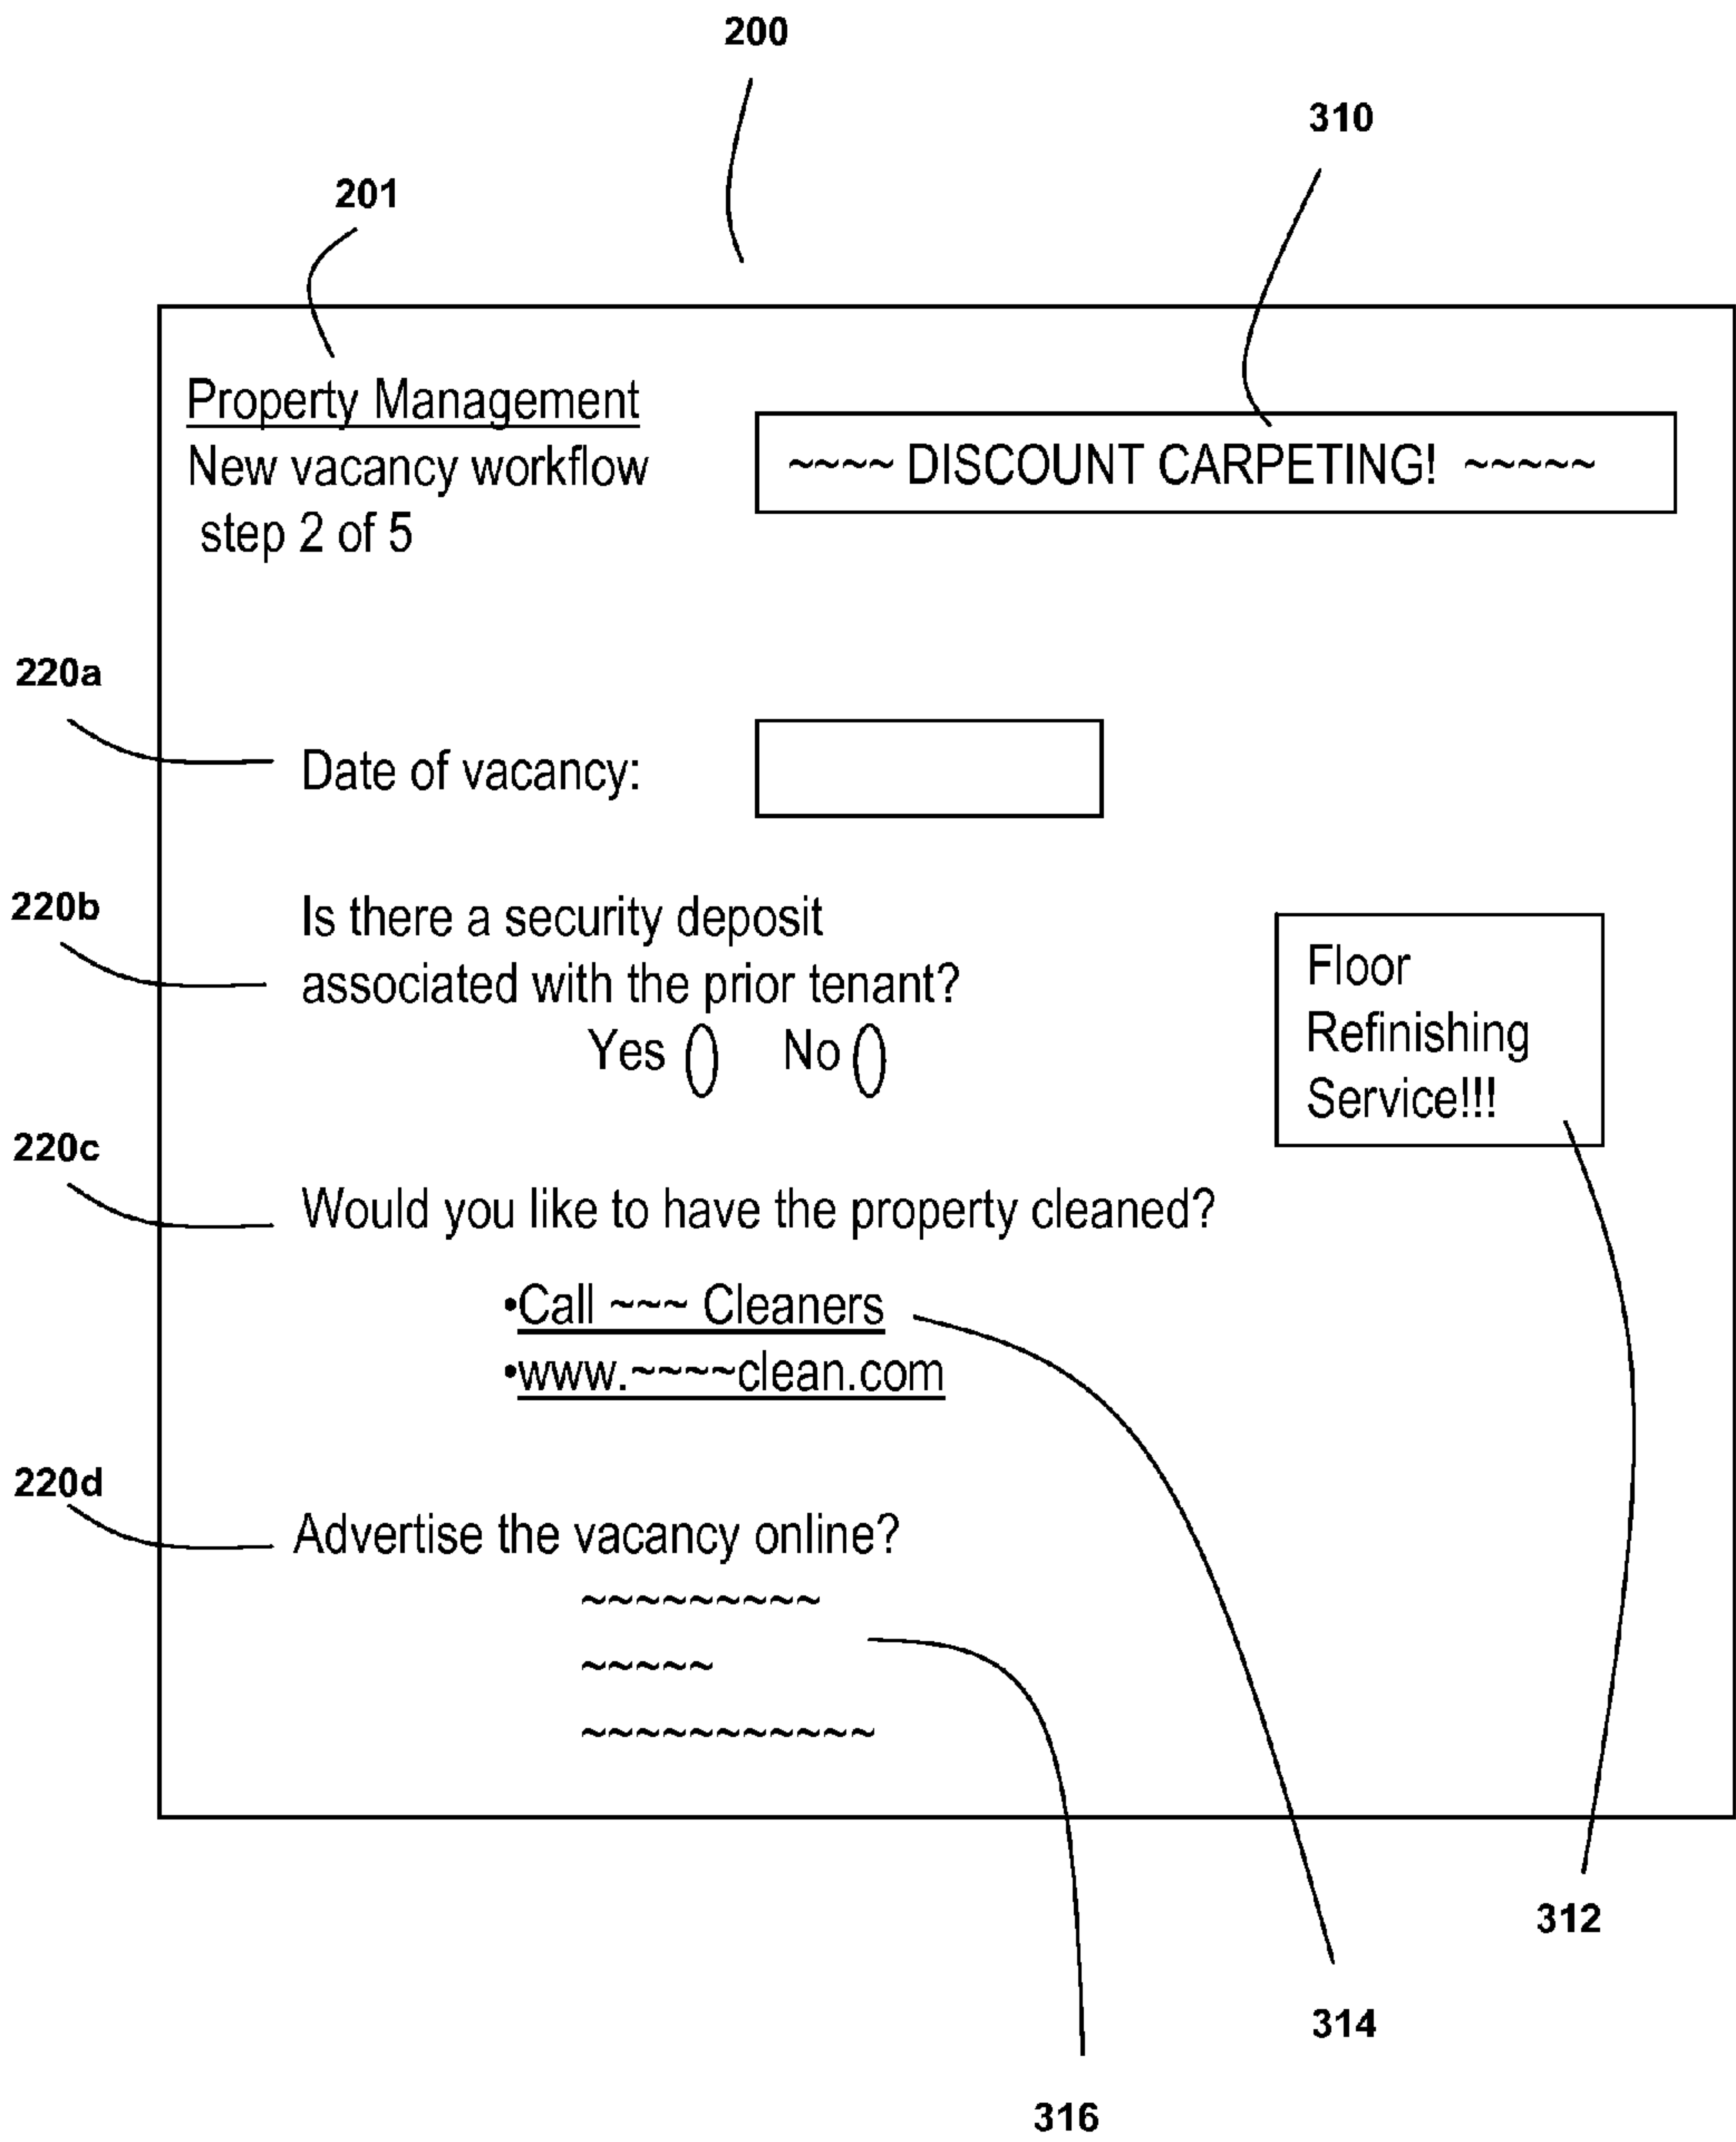 200
310
201
Property Management
New vacancy workflow
step 2 of 5
~~~~ DISCOUNT CARPETING! ~~~~~
220a
Date of vacancy:
220b
Is there a security deposit
associated with the prior tenant?
Yes No
Floor
Refinishing
Service!!!
220c
Would you like to have the property cleaned?
•Call ~~~ Cleaners
•www.~~~~clean.com
220d
Advertise the vacancy online?
~~~~~~~~~
~~~~~
~~~~~~~~~~~
312
314
316